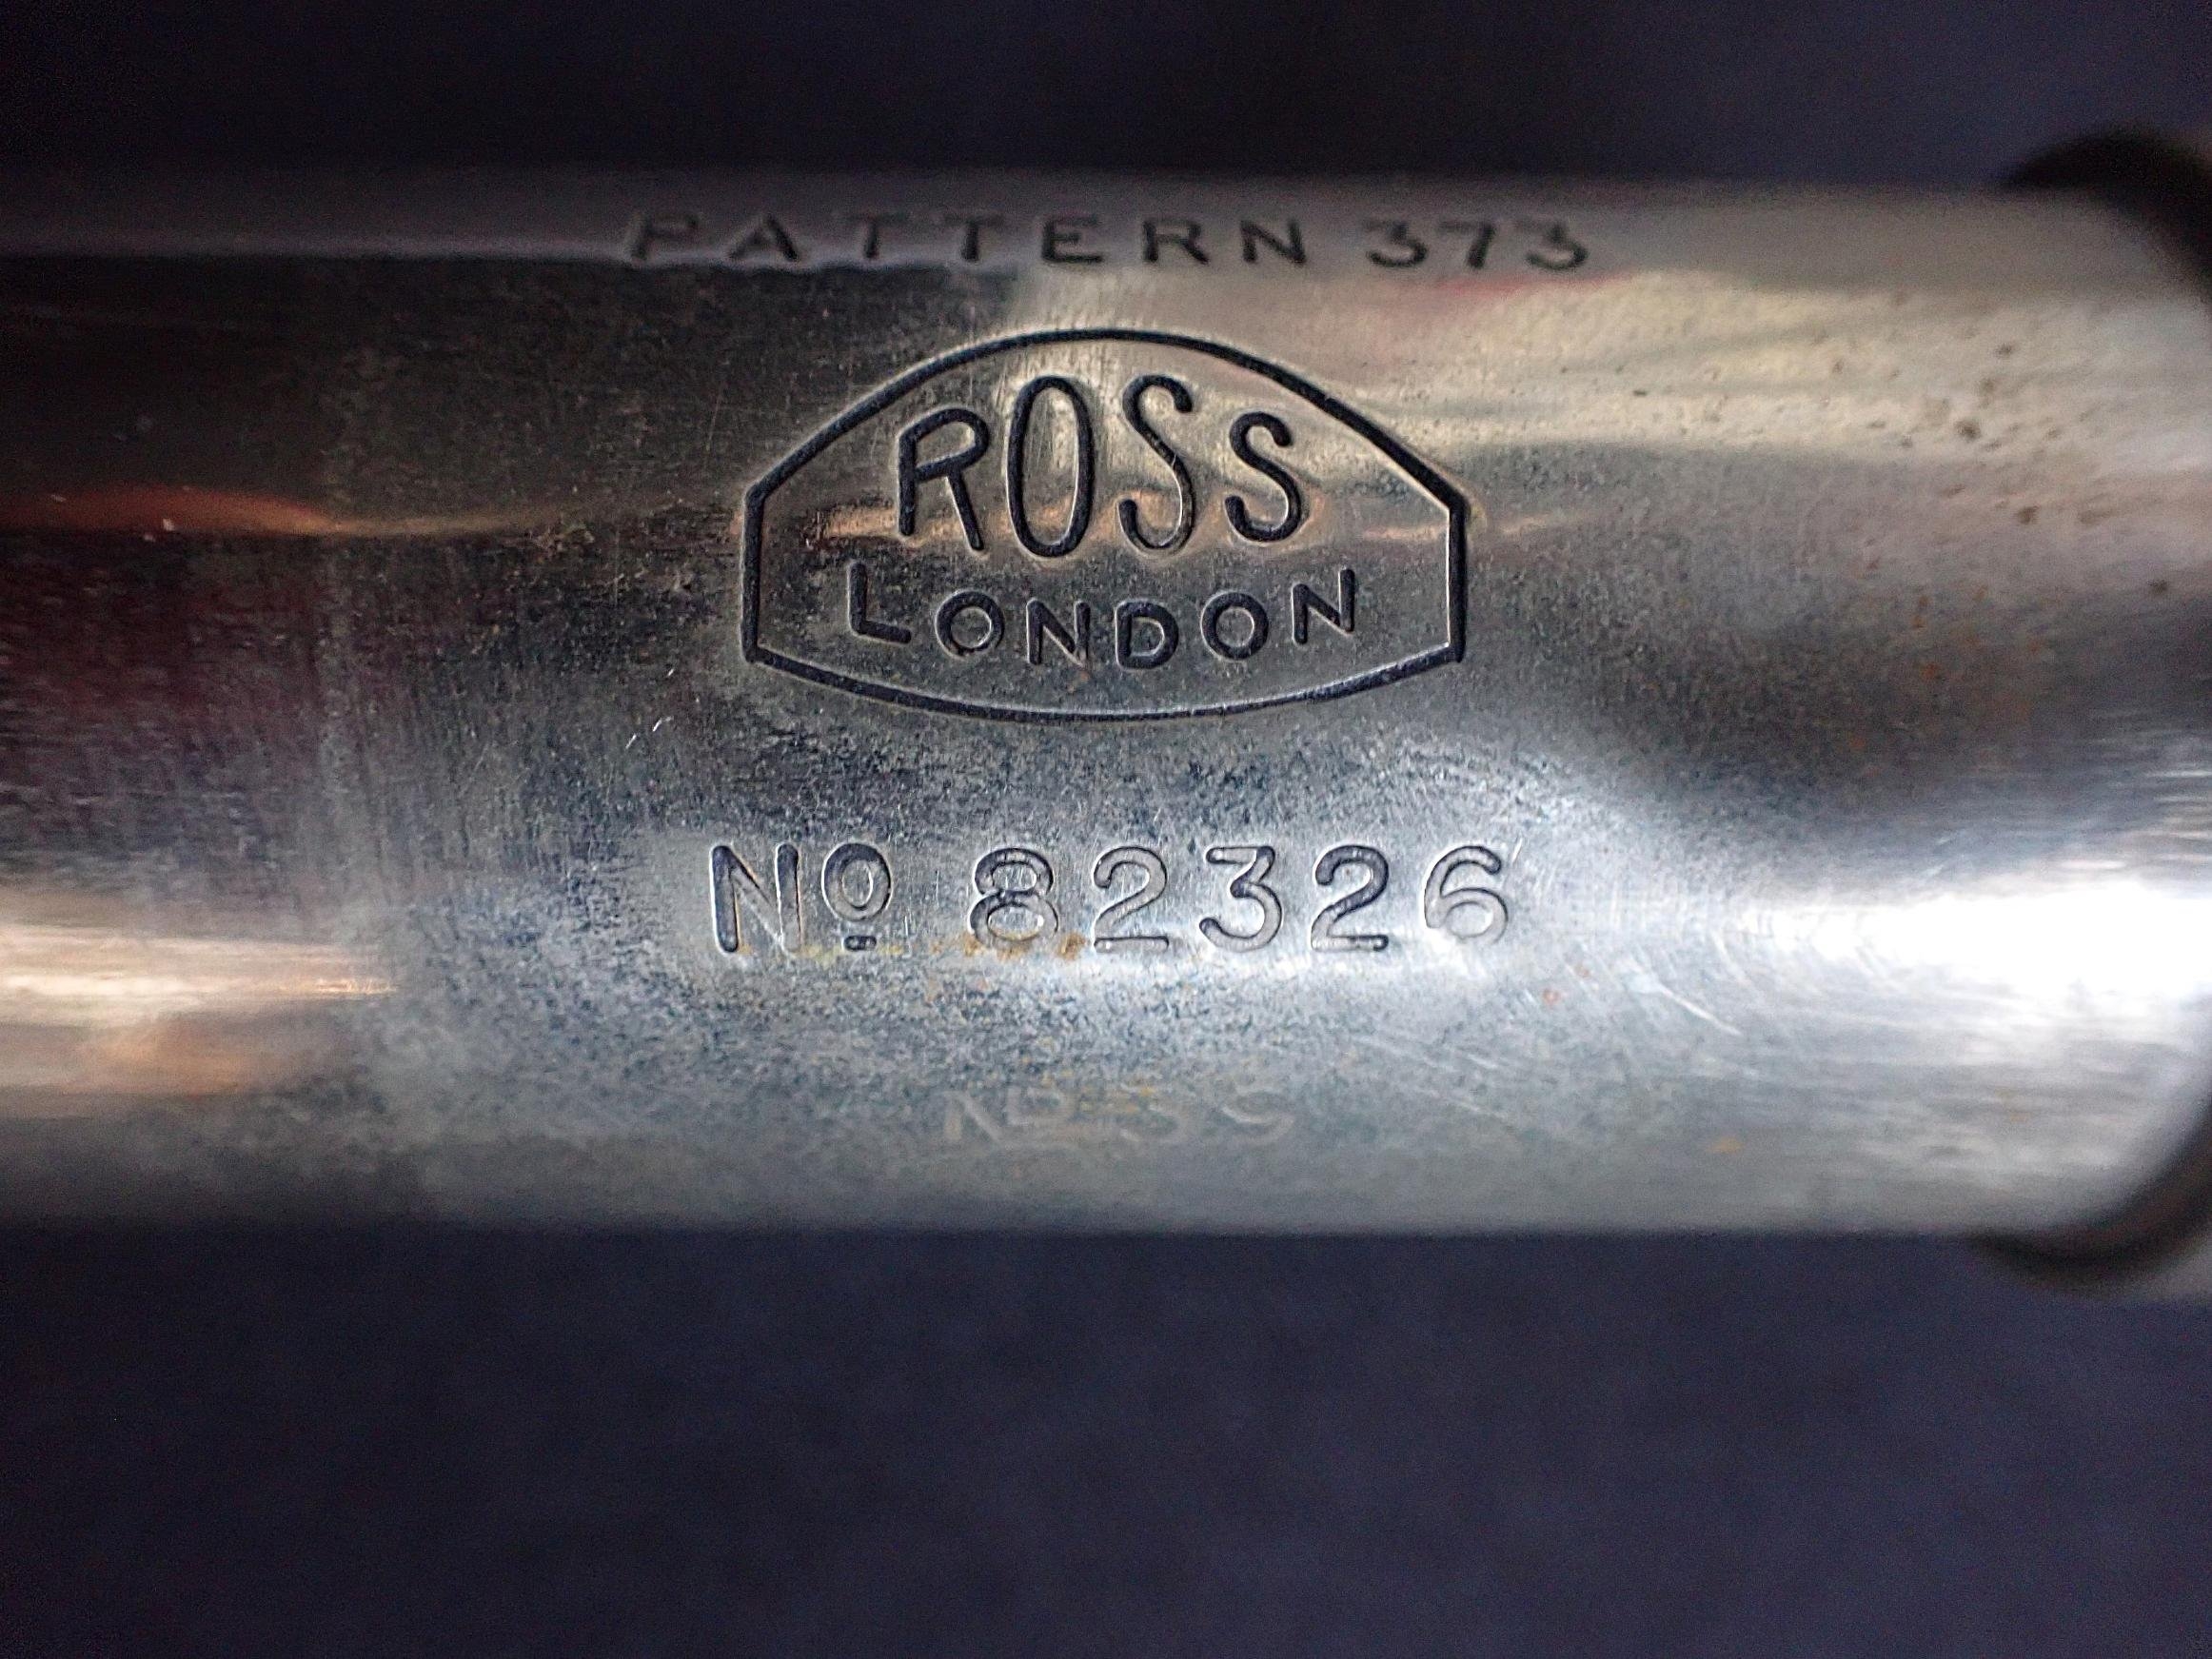 PATTERN 373
ROSS
LONDON
Nº 82326